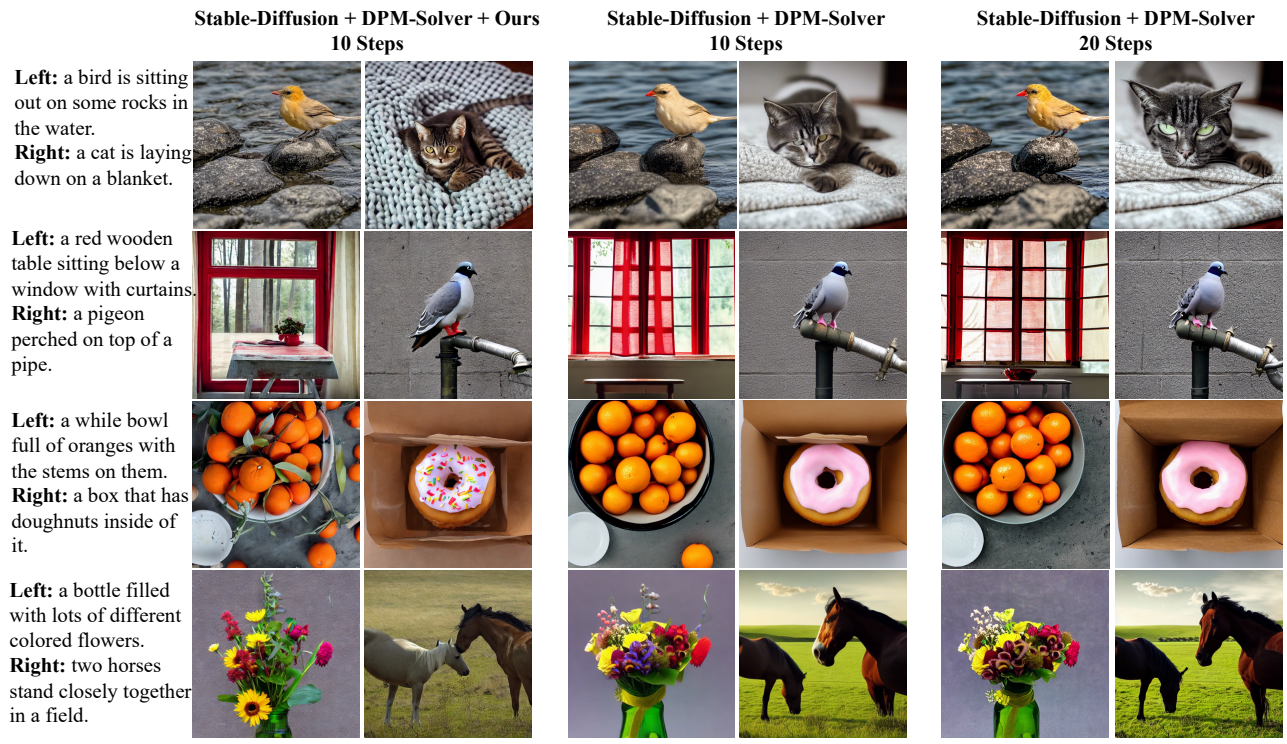 Stable-Diffusion + DPM-Solver + Ours
10 Steps
Stable-Diffusion + DPM-Solver
10 Steps
Stable-Diffusion + DPM-Solver
20 Steps
Left: a bird is sitting
out on some rocks in
the water.
Right: a cat is laying
down on a blanket.
Left: a red wooden
table sitting below a
window with curtains.
Right: a pigeon
perched on top of a
pipe.
Left: a while bowl
full of oranges with
the stems on them.
Right: a box that has
doughnuts inside of
it.
Left: a bottle filled
with lots of different
colored flowers.
Right: two horses
stand closely together
in a field.